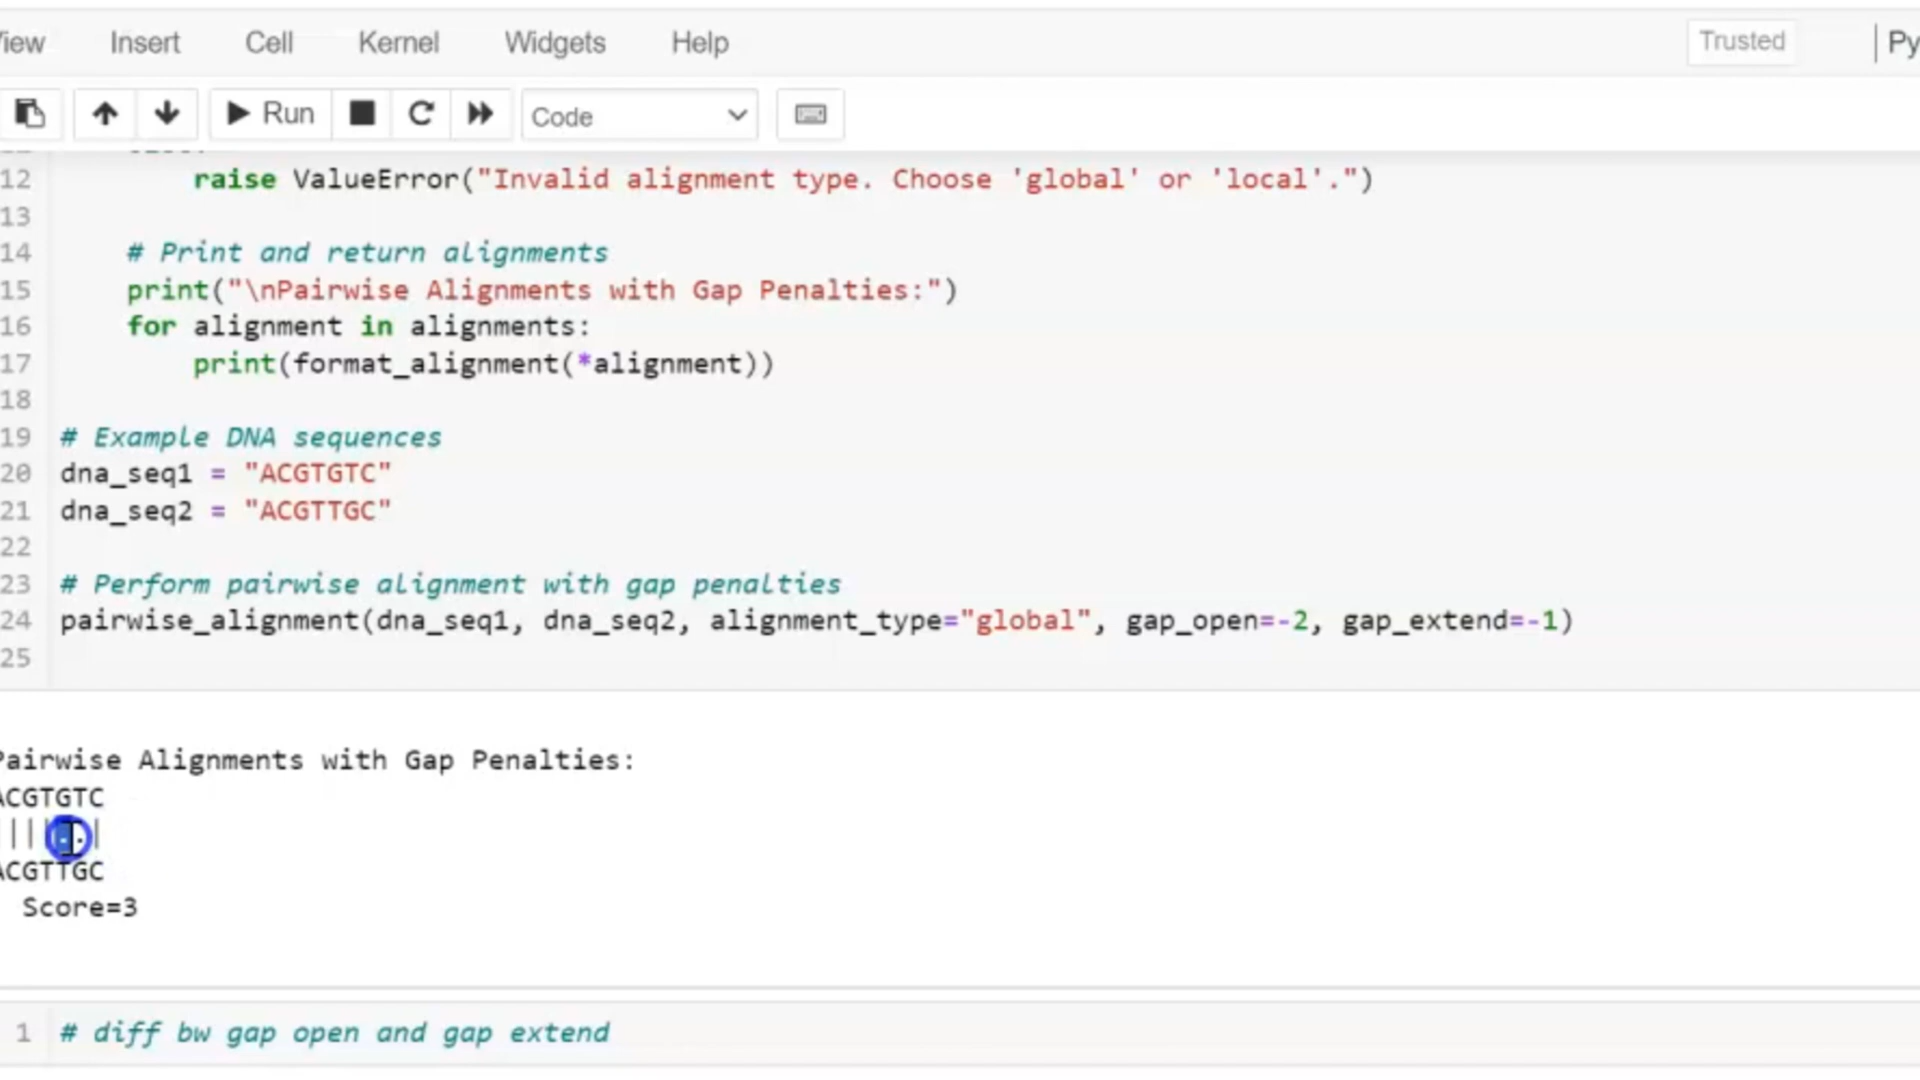 View Insert Cell Kernel Widgets Help Trusted Py
Run Code
12 raise ValueError("Invalid alignment type. Choose 'global' or 'local'.")
13
14 # Print and return alignments
15 print("\nPairwise Alignments with Gap Penalties:")
16 for alignment in alignments:
17 print(format_alignment(*alignment))
18
19 # Example DNA sequences
20 dna_seq1 = "ACGTGTC"
21 dna_seq2 = "ACGTTGC"
22
23 # Perform pairwise alignment with gap penalties
24 pairwise_alignment(dna_seq1, dna_seq2, alignment_type="global", gap_open=-2, gap_extend=-1)
25
Pairwise Alignments with Gap Penalties:
ACGTGTC
||||..|
ACGTTGC
Score=3
1 # diff bw gap open and gap extend